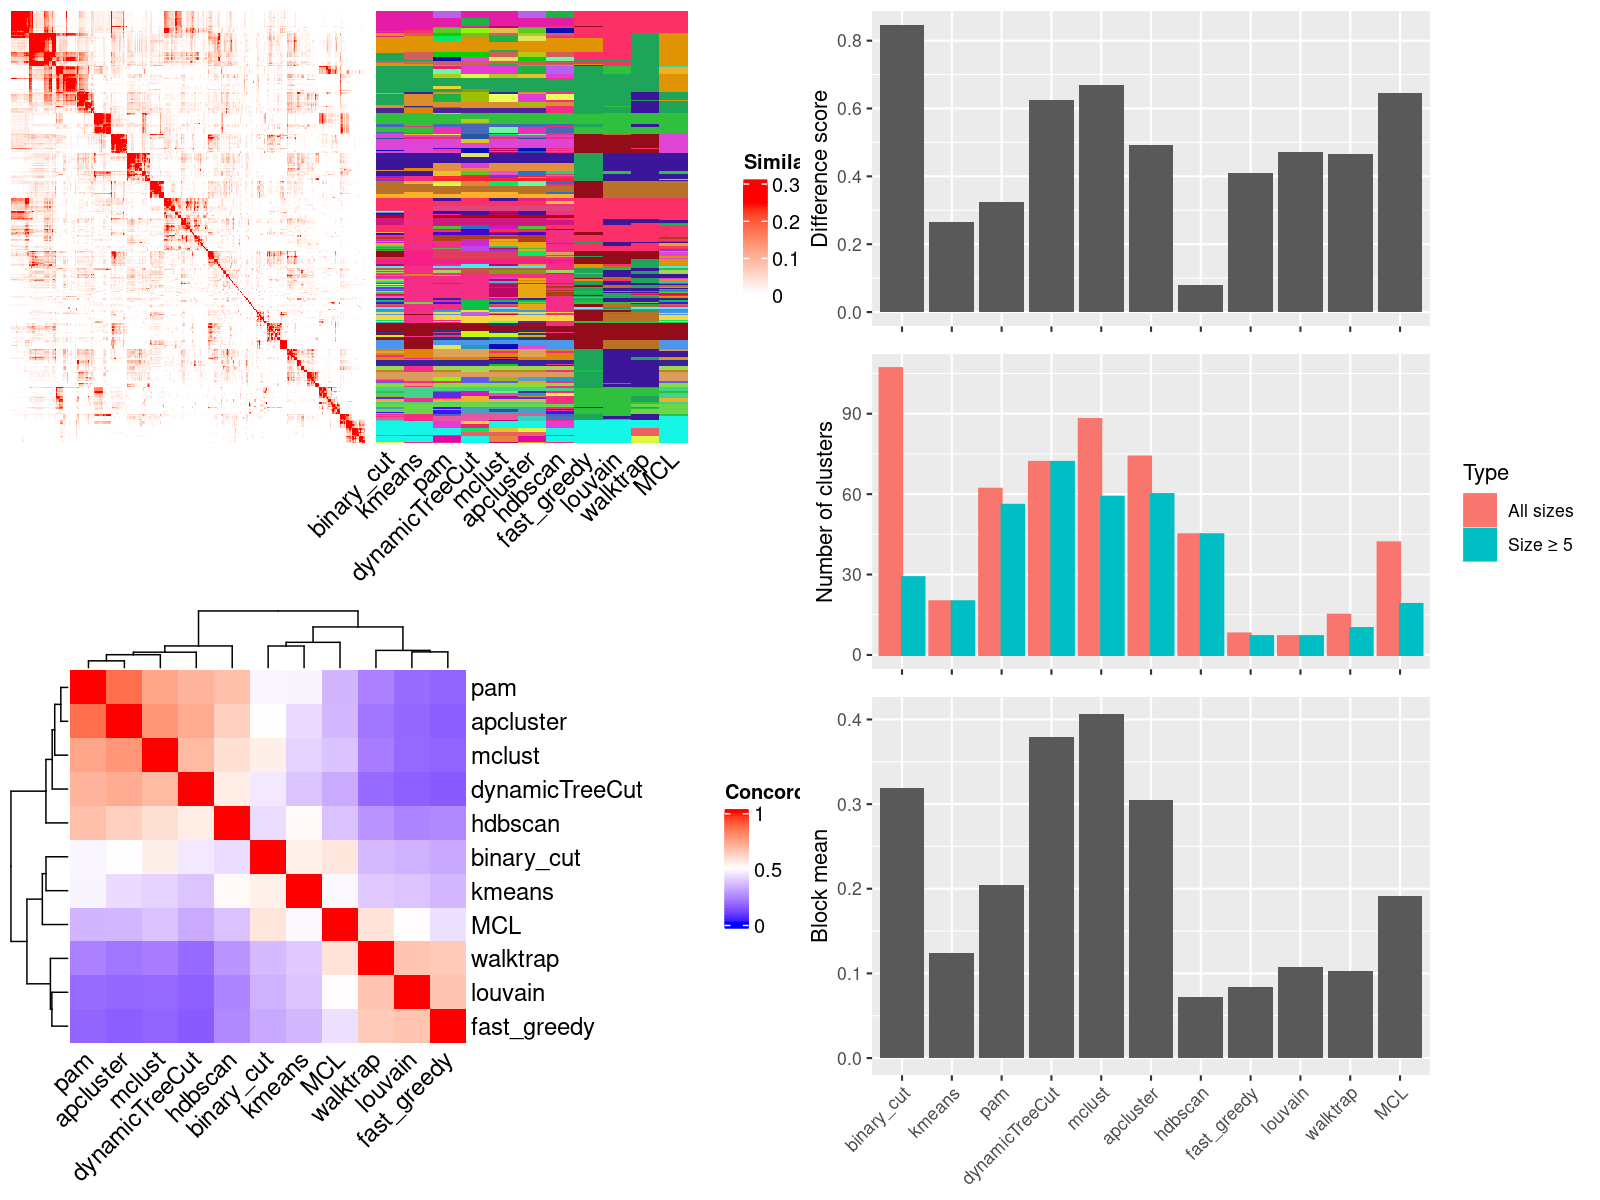 Simila
0.3
0.2
0.1
0
binary_cut
kmeans
pam
dynamicTreeCut
mclust
apcluster
hdbscan
fast_greedy
louvain
walktrap
MCL
pam
apcluster
mclust
dynamicTreeCut
hdbscan
binary_cut
kmeans
MCL
walktrap
louvain
fast_greedy
Concord
1
0.5
0
pam
apcluster
mclust
dynamicTreeCut
hdbscan
binary_cut
kmeans
MCL
walktrap
louvain
fast_greedy
Difference score
0.8
0.6
0.4
0.2
0.0
Number of clusters
90
60
30
0
Type
All sizes
Size ≥ 5
Block mean
0.4
0.3
0.2
0.1
0.0
binary_cut
kmeans
pam
dynamicTreeCut
mclust
apcluster
hdbscan
fast_greedy
louvain
walktrap
MCL